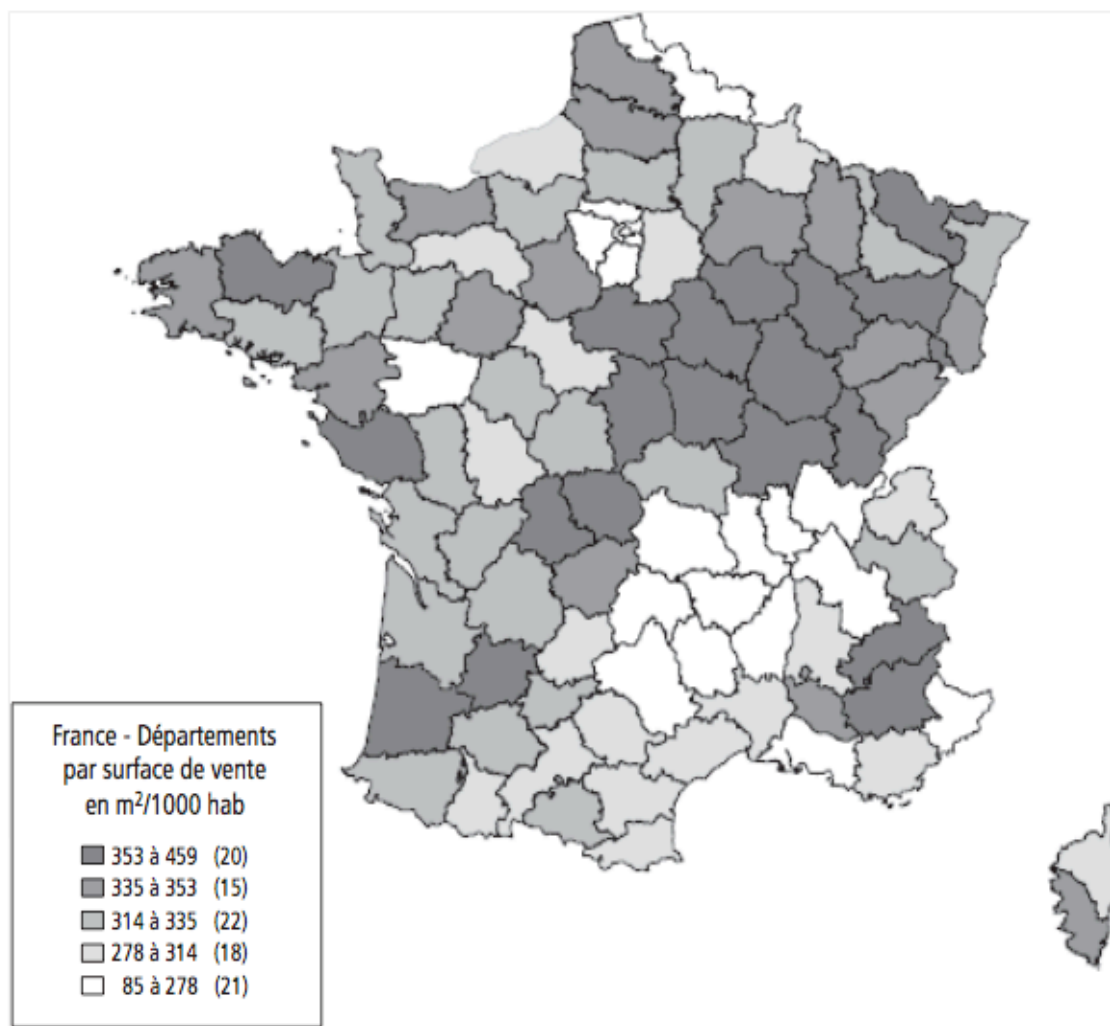 France - Départements
par surface de vente
en m²/1000 hab
353 à 459 (20)
335 à 353 (15)
314 à 335 (22)
278 à 314 (18)
85 à 278 (21)